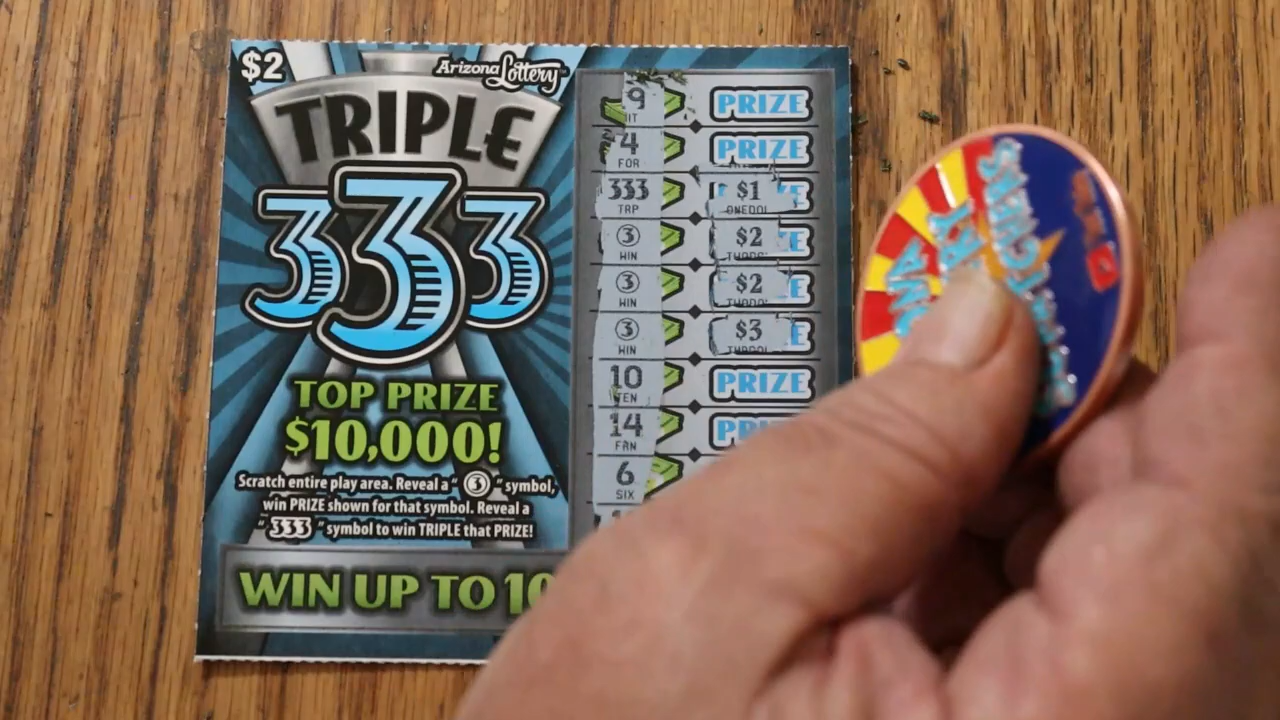 $2
Arizona Lottery
TRIPLE
333
TOP PRIZE
$10,000!
Scratch entire play area. Reveal a "③" symbol,
win PRIZE shown for that symbol. Reveal a
"333" symbol to win TRIPLE that PRIZE!
WIN UP TO 10
9 PRIZE
4 PRIZE
FOR
333 $1
TRP
③ $2
WIN
③ $2
WIN
③ $3
WIN
10 PRIZE
TEN
14
FRN
6
SIX